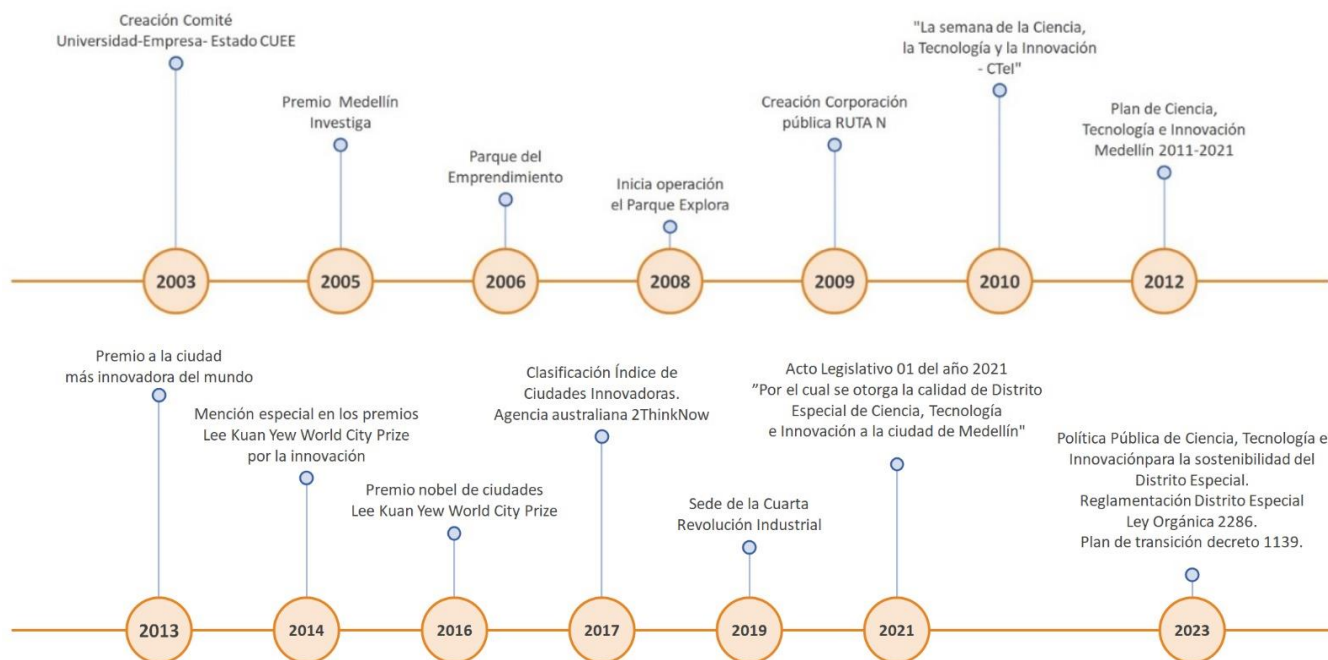 Creación Comité
Universidad-Empresa- Estado CUEE
2003
Premio Medellín
Investiga
2005
Parque del
Emprendimiento
2006
Inicia operación
el Parque Explora
2008
Creación Corporación
pública RUTA N
2009
"La semana de la Ciencia,
la Tecnología y la Innovación
- CTeI"
2010
Plan de Ciencia,
Tecnología e Innovación
Medellín 2011-2021
2012
Premio a la ciudad
más innovadora del mundo
2013
Mención especial en los premios
Lee Kuan Yew World City Prize
por la innovación
2014
Premio nobel de ciudades
Lee Kuan Yew World City Prize
2016
Clasificación Índice de
Ciudades Innovadoras.
Agencia australiana 2ThinkNow
2017
Sede de la Cuarta
Revolución Industrial
2019
Acto Legislativo 01 del año 2021
"Por el cual se otorga la calidad de Distrito
Especial de Ciencia, Tecnología
e Innovación a la ciudad de Medellín"
2021
Política Pública de Ciencia, Tecnología e
Innovaciónpara la sostenibilidad del
Distrito Especial.
Reglamentación Distrito Especial
Ley Orgánica 2286.
Plan de transición decreto 1139.
2023